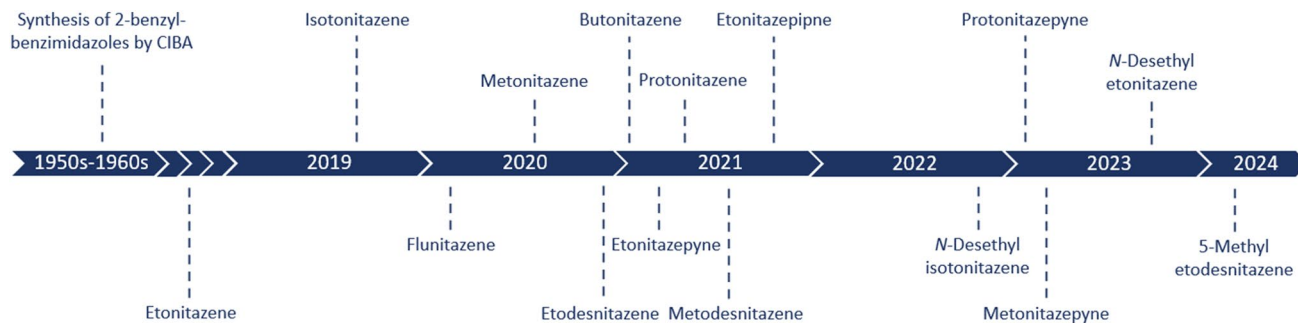 Synthesis of 2-benzyl-
benzimidazoles by CIBA
Isotonitazene
Metonitazene
Butonitazene
Protonitazene
Etonitazepipne
Protonitazepyne
N-Desethyl
etonitazene
1950s-1960s
2019
2020
2021
2022
2023
2024
Etonitazene
Flunitazene
Etodesnitazene
Etonitazepyne
Metodesnitazene
N-Desethyl
isotonitazene
Metonitazepyne
5-Methyl
etodesnitazene